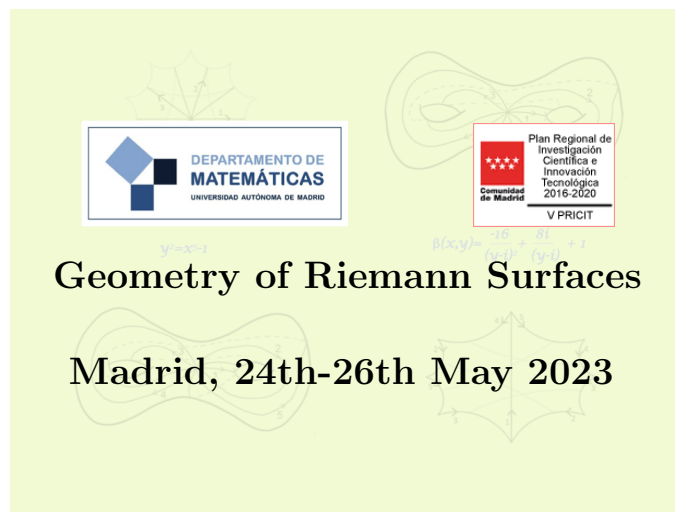 DEPARTAMENTO DE
MATEMÁTICAS
UNIVERSIDAD AUTÓNOMA DE MADRID
Comunidad
de Madrid
Plan Regional de
Investigación
Científica e
Innovación
Tecnológica
2016-2020
V PRICIT
Geometry of Riemann Surfaces
Madrid, 24th-26th May 2023